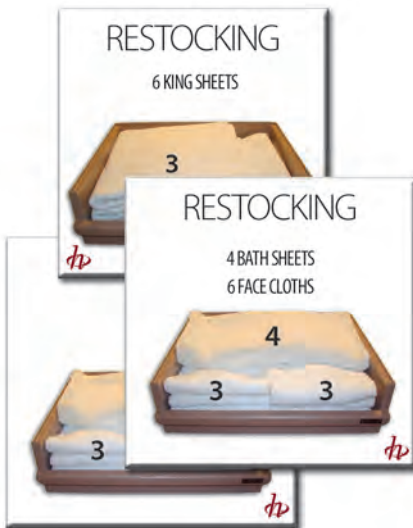 RESTOCKING
6 KING SHEETS
3
RESTOCKING
4 BATH SHEETS
6 FACE CLOTHS
4
3 3
3